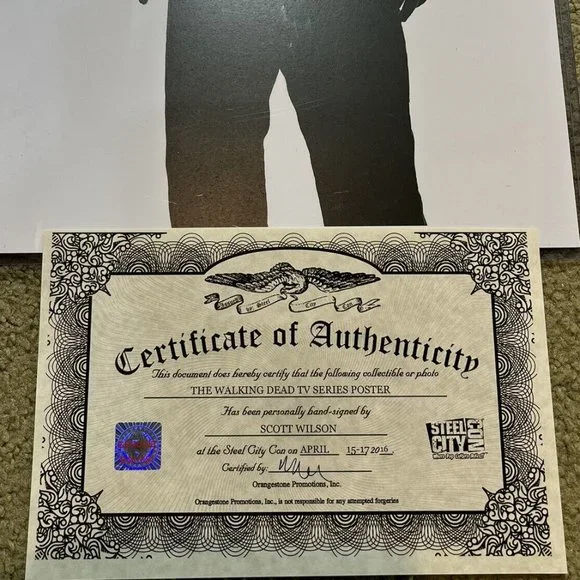 Certificate of Authenticity
This document does hereby certify that the following collectible or photo
THE WALKING DEAD TV SERIES POSTER
Has been personally hand-signed by
SCOTT WILSON
at the Steel City Con on APRIL 15-17 2016
Certified by:
Orangestone Promotions, Inc.
Orangestone Promotions, Inc., is not responsible for any attempted forgeries
STEEL
CITY CON